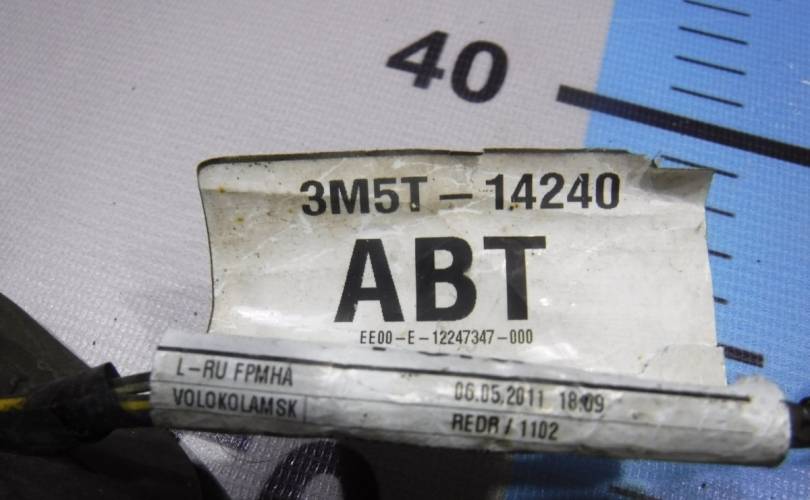 40
3M5T-14240
ABT
EE00-E-12247347-000
L-RU FPMHA
06.05.2011 18:09
VOLOKOLAMSK
REDR / 1102